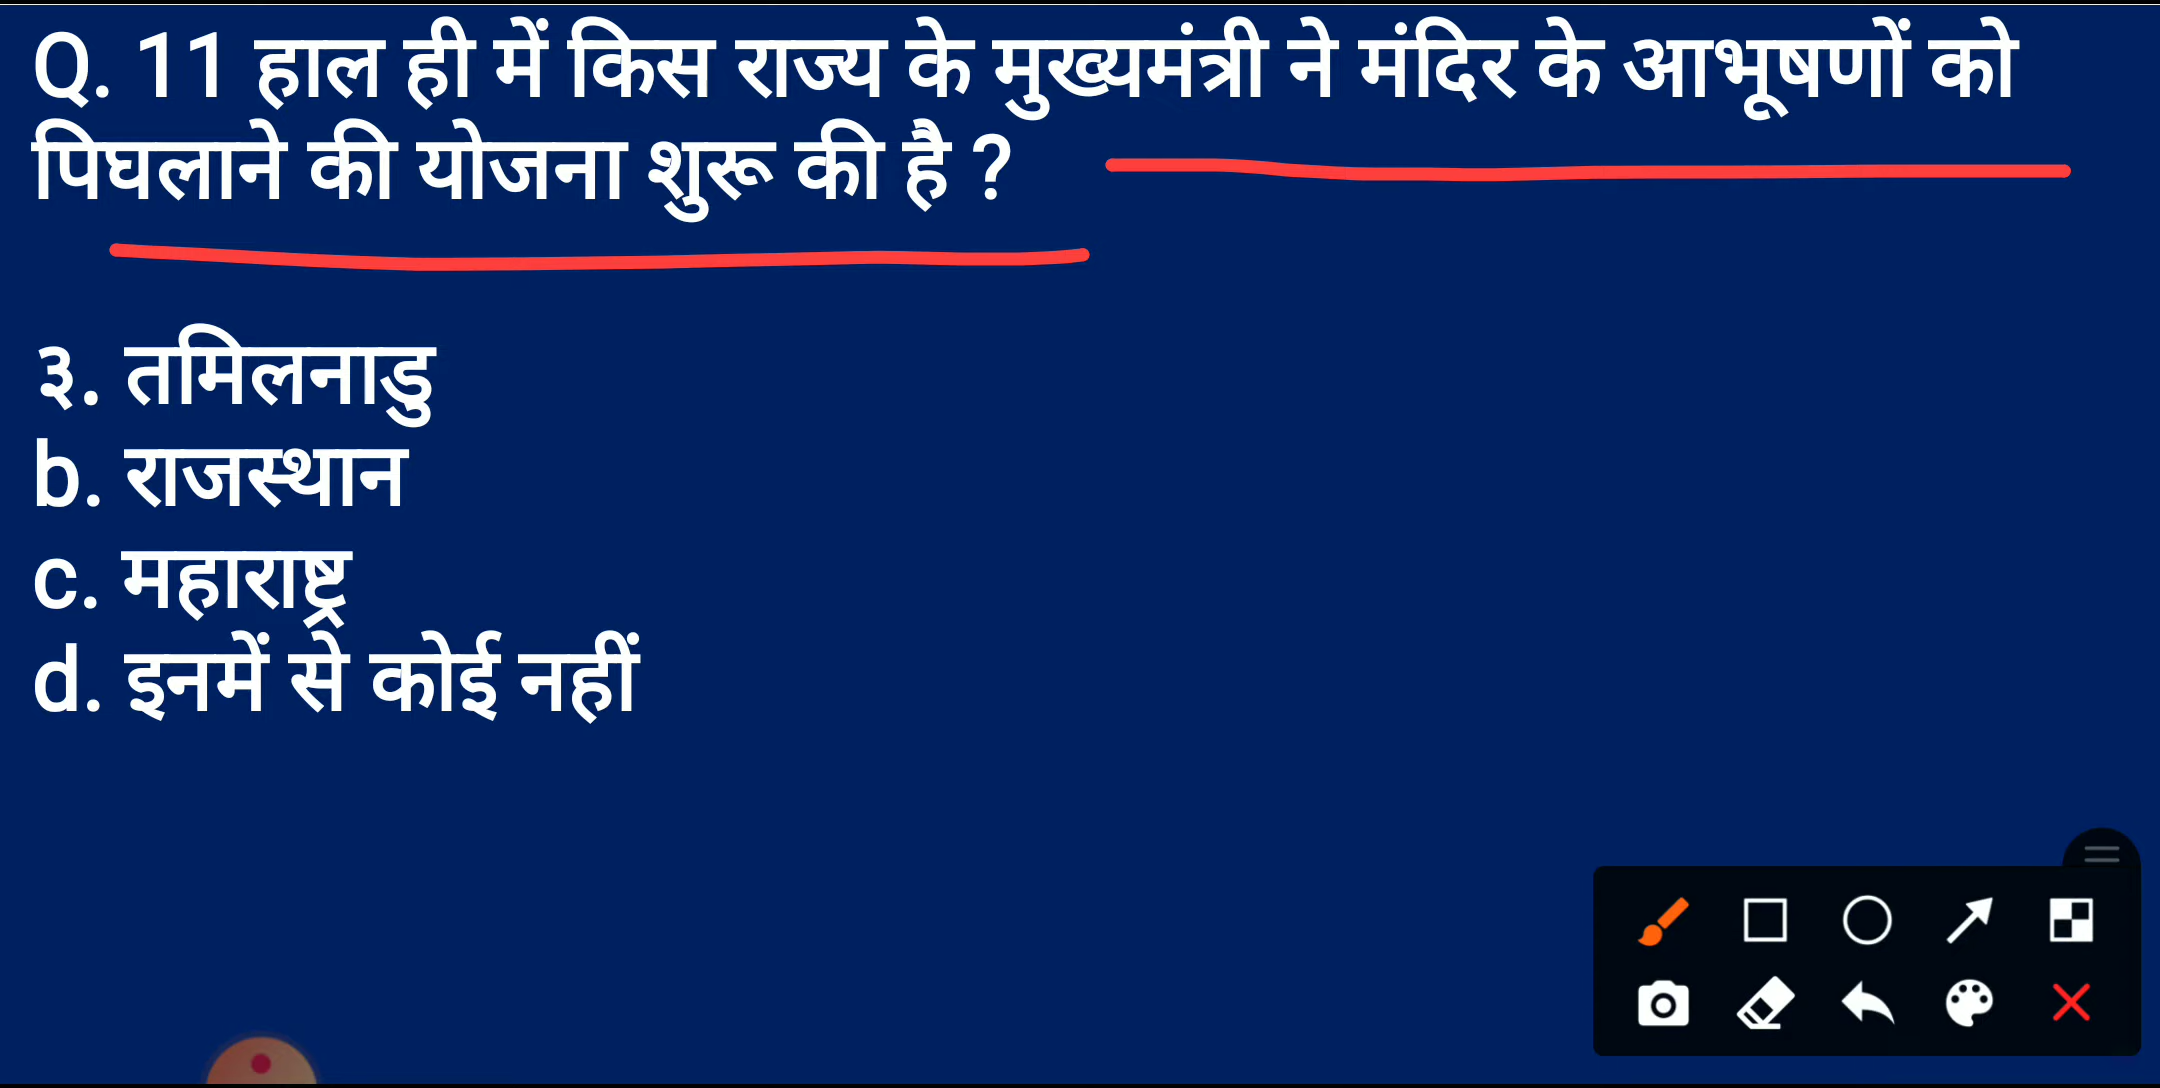 Q. 11 हाल ही में किस राज्य के मुख्यमंत्री ने मंदिर के आभूषणों को
पिघलाने की योजना शुरू की है ?
३. तमिलनाडु
b. राजस्थान
c. महाराष्ट्र
d. इनमें से कोई नहीं